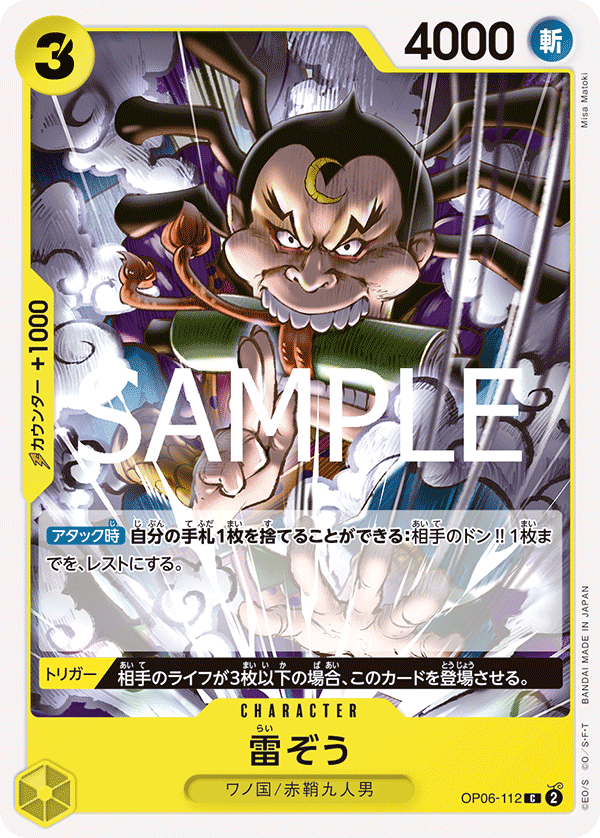 3
4000
斬
Misa Matoki
カウンター +1000
SAMPLE
アタック時 自分の手札1枚を捨てることができる:相手のドン!!1枚ま
でを、レストにする。
トリガー 相手のライフが3枚以下の場合、このカードを登場させる。
CHARACTER
らい
雷ぞう
ワノ国/赤鞘九人男
OP06-112 C 2
©E.O/S ©O/S・F・T BANDAI MADE IN JAPAN